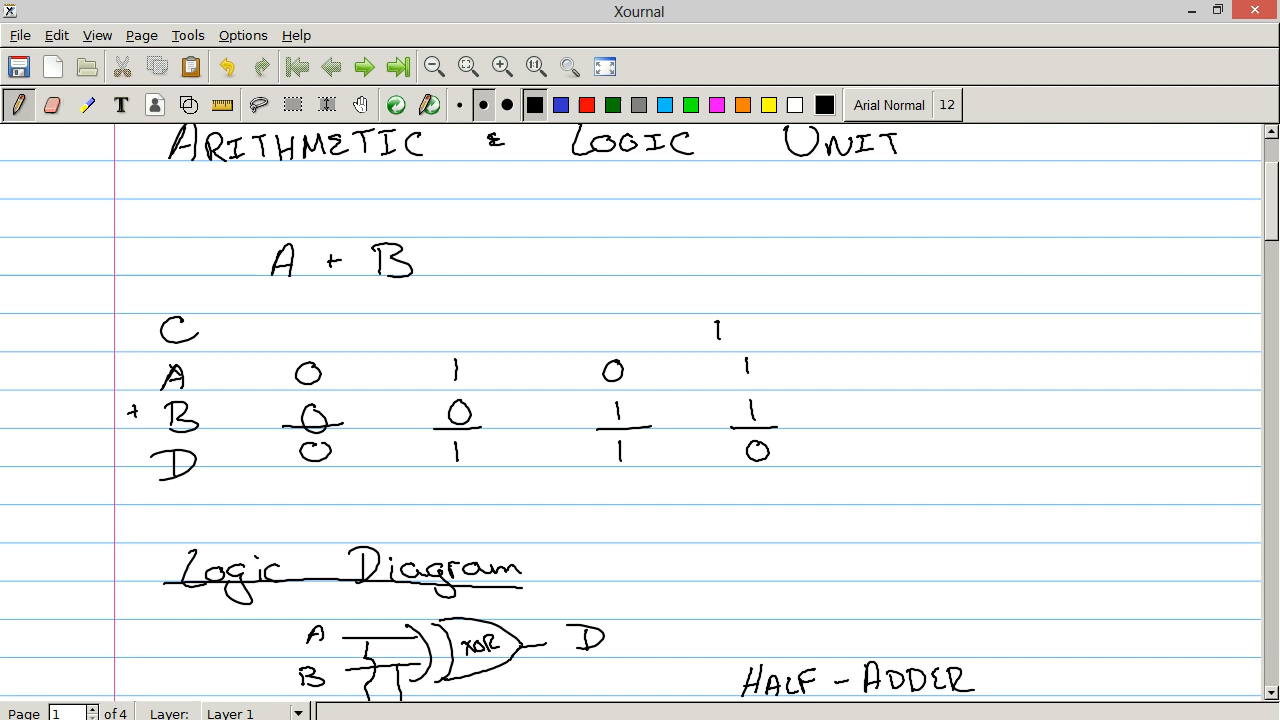 Xournal
File Edit View Page Tools Options Help
Arial Normal 12
ARITHMETIC & LOGIC UNIT
A + B
C 1
A 0 1 0 1
+ B 0 0 1 1
D 0 1 1 0
Logic Diagram
A XOR D
B
HALF - ADDER
Page 1 of 4 Layer: Layer 1